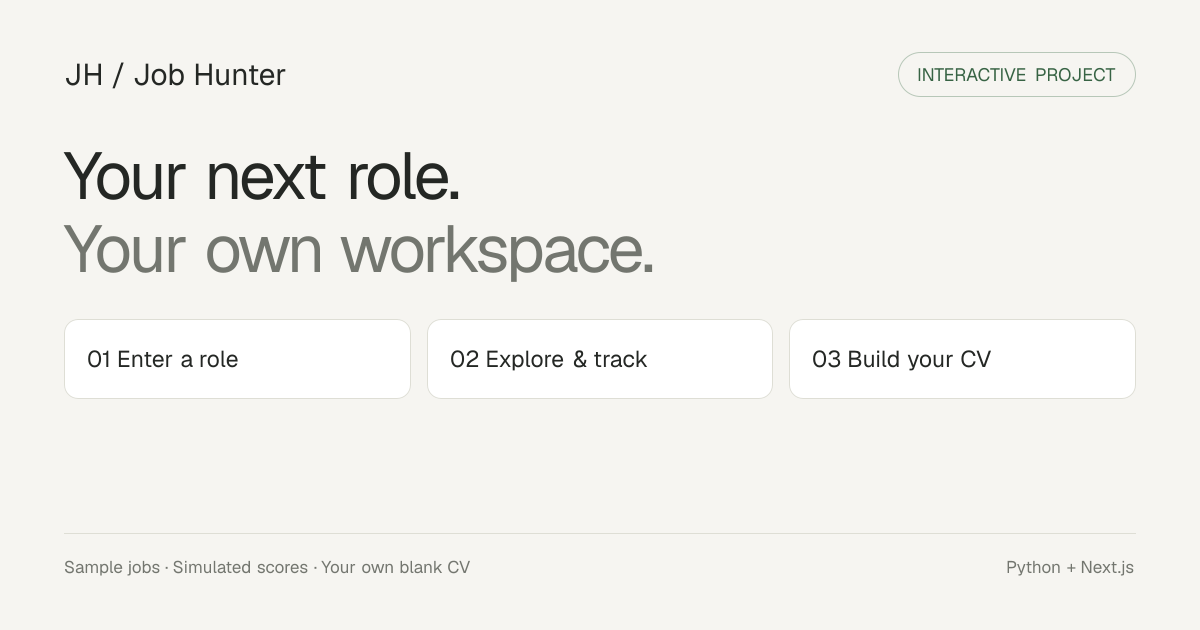 JH / Job Hunter
INTERACTIVE PROJECT
Your next role.
Your own workspace.
01 Enter a role
02 Explore & track
03 Build your CV
Sample jobs · Simulated scores · Your own blank CV
Python + Next.js